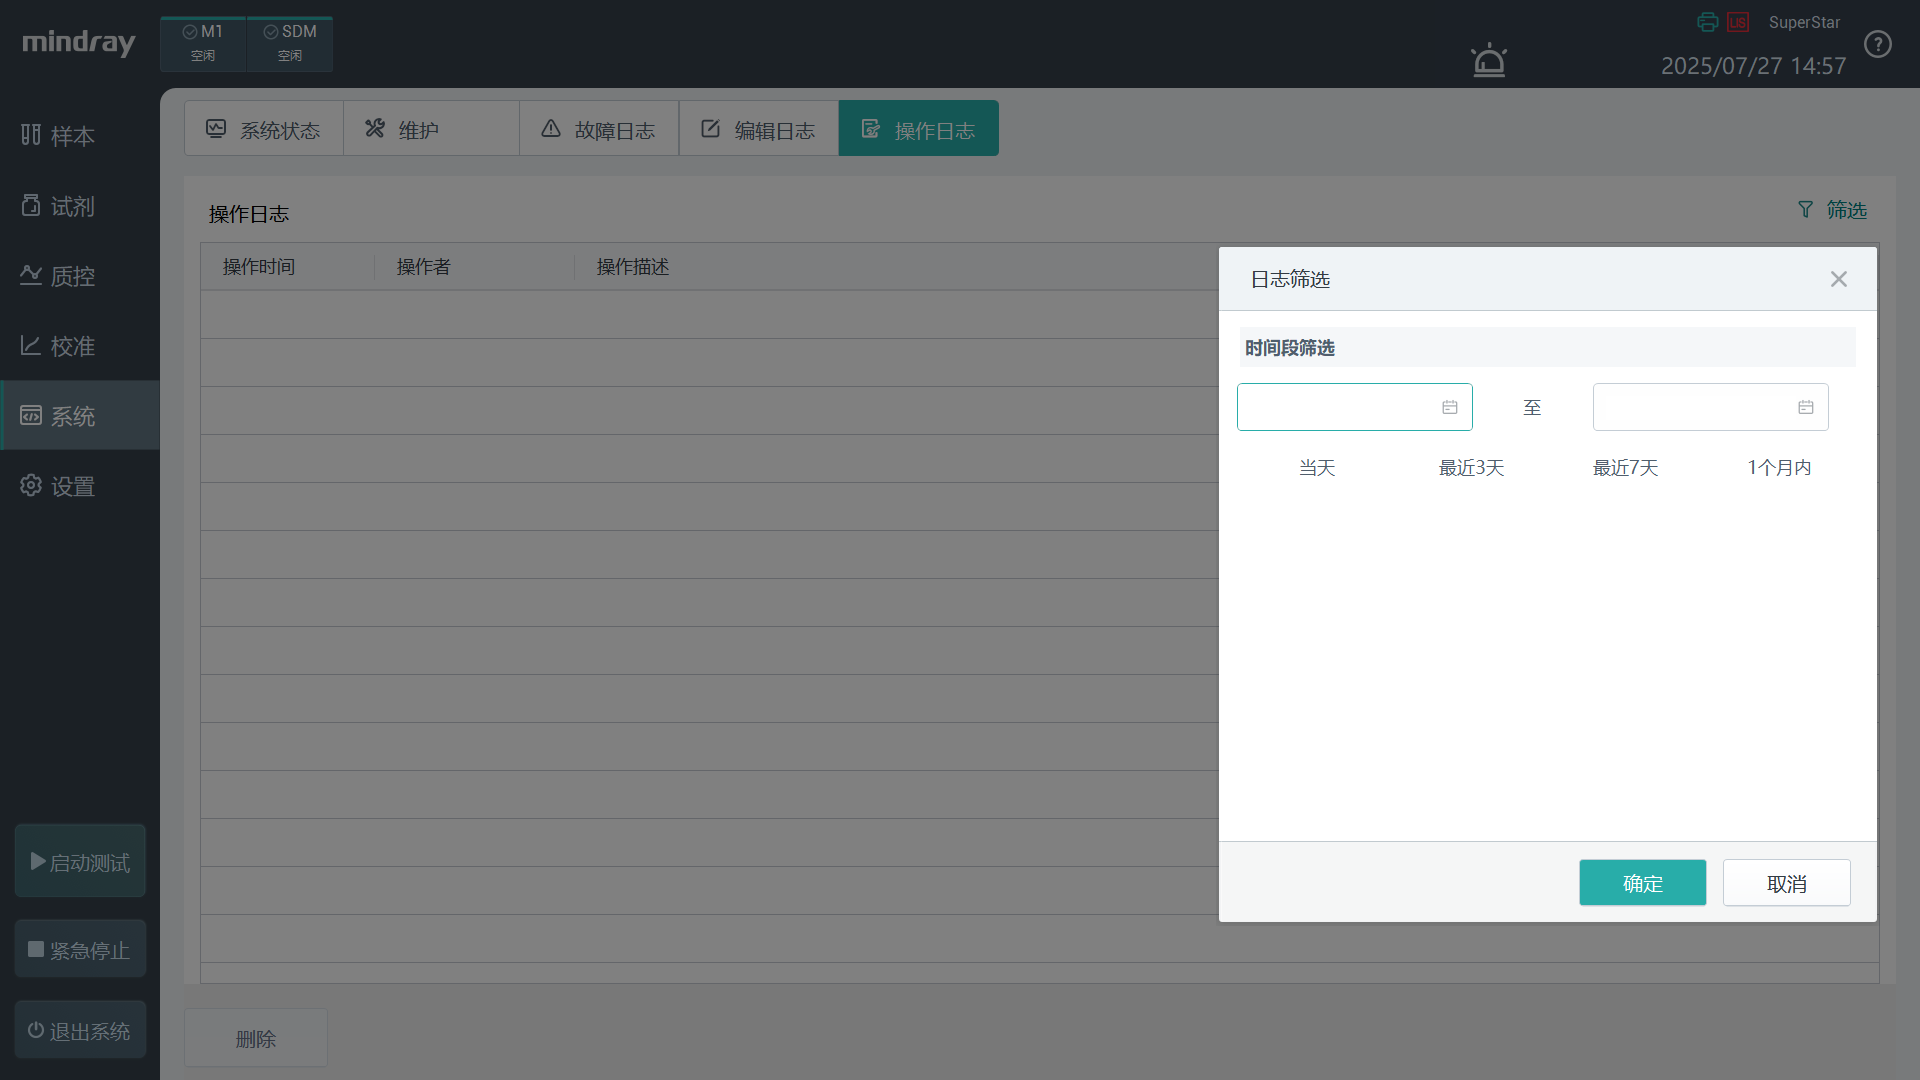 mindray
M1
空闲
SDM
空闲
LIS
SuperStar
2025/07/27 14:57
样本
试剂
质控
校准
系统
设置
启动测试
紧急停止
退出系统
系统状态
维护
故障日志
编辑日志
操作日志
操作日志
筛选
操作时间
操作者
操作描述
日志筛选
时间段筛选
至
当天
最近3天
最近7天
1个月内
确定
取消
删除